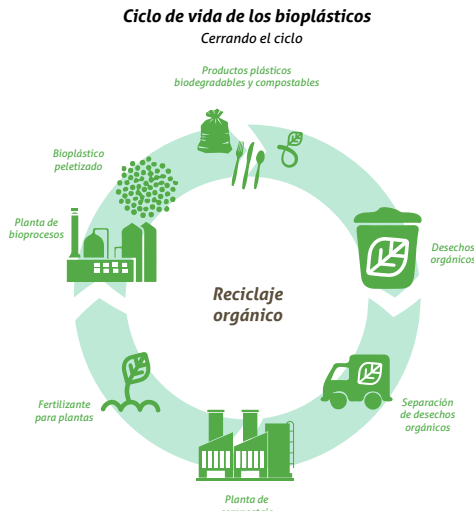 Ciclo de vida de los bioplásticos
Cerrando el ciclo
Productos plásticos
biodegradables y compostables
Bioplástico
peletizado
Planta de
bioprocesos
Desechos
orgánicos
Reciclaje
orgánico
Fertilizante
para plantas
Separación
de desechos
orgánicos
Planta de